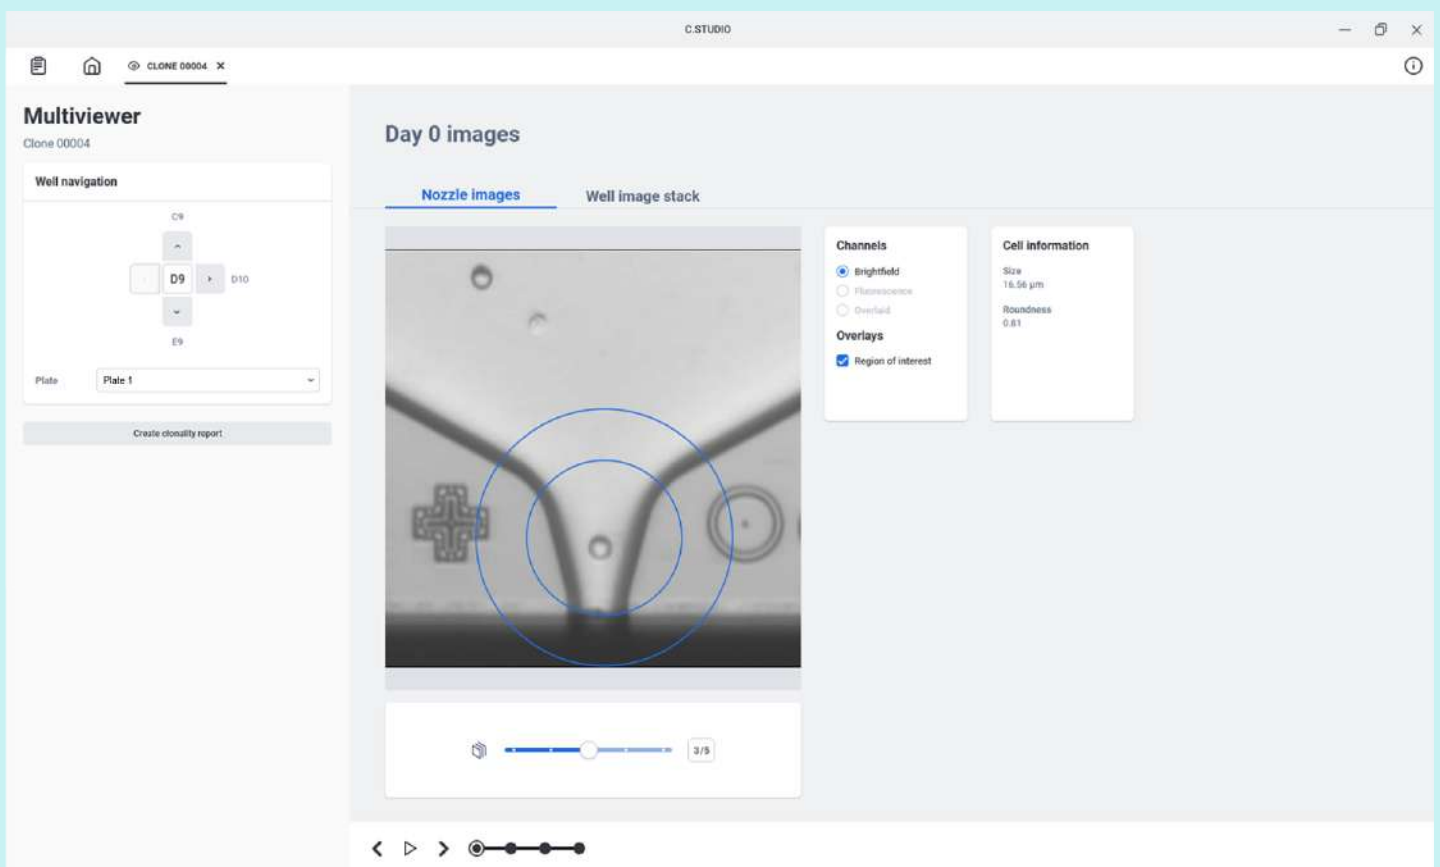 C.STUDIO
CLONE 00004
Multiviewer
Clone 00004
Well navigation
C9
D9
D10
E9
Plate
Plate 1
Create clonality report
Day 0 images
Nozzle images
Well image stack
Channels
Brightfield
Fluorescence
Overlaid
Overlays
Region of interest
Cell information
Size
16.56 µm
Roundness
0.81
3/5